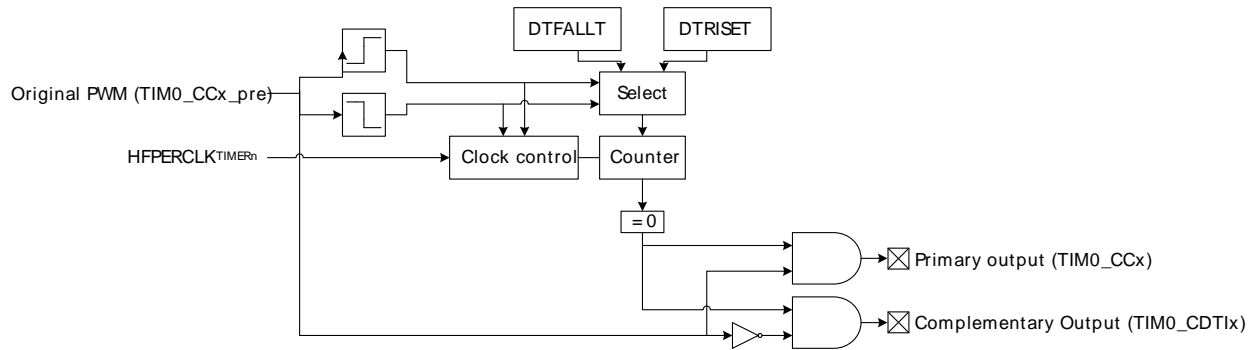 DTFALLT
DTRISET
Original PWM (TIM0_CCx_pre)
Select
HFPERCLKTIMERn
Clock control
Counter
= 0
Primary output (TIM0_CCx)
Complementary Output (TIM0_CDTIx)